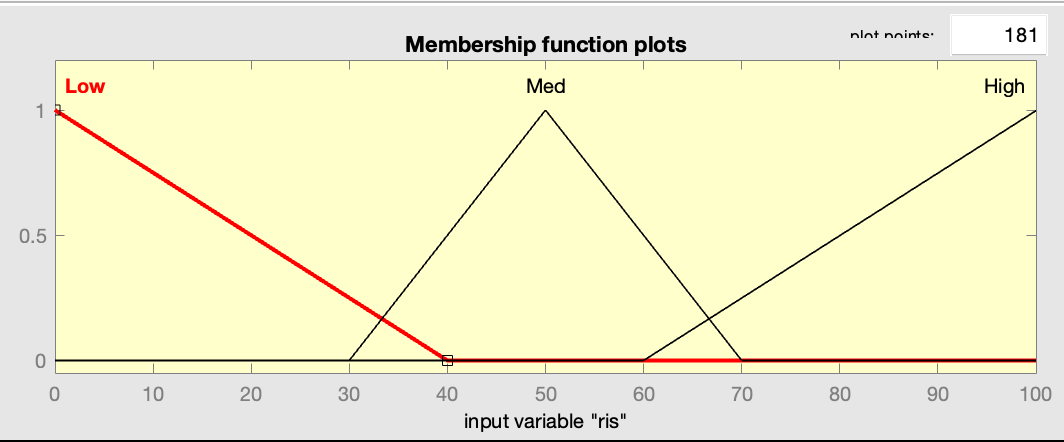 plot points: 181
Membership function plots
Low Med High
1
0.5
0
0 10 20 30 40 50 60 70 80 90 100
input variable "ris"